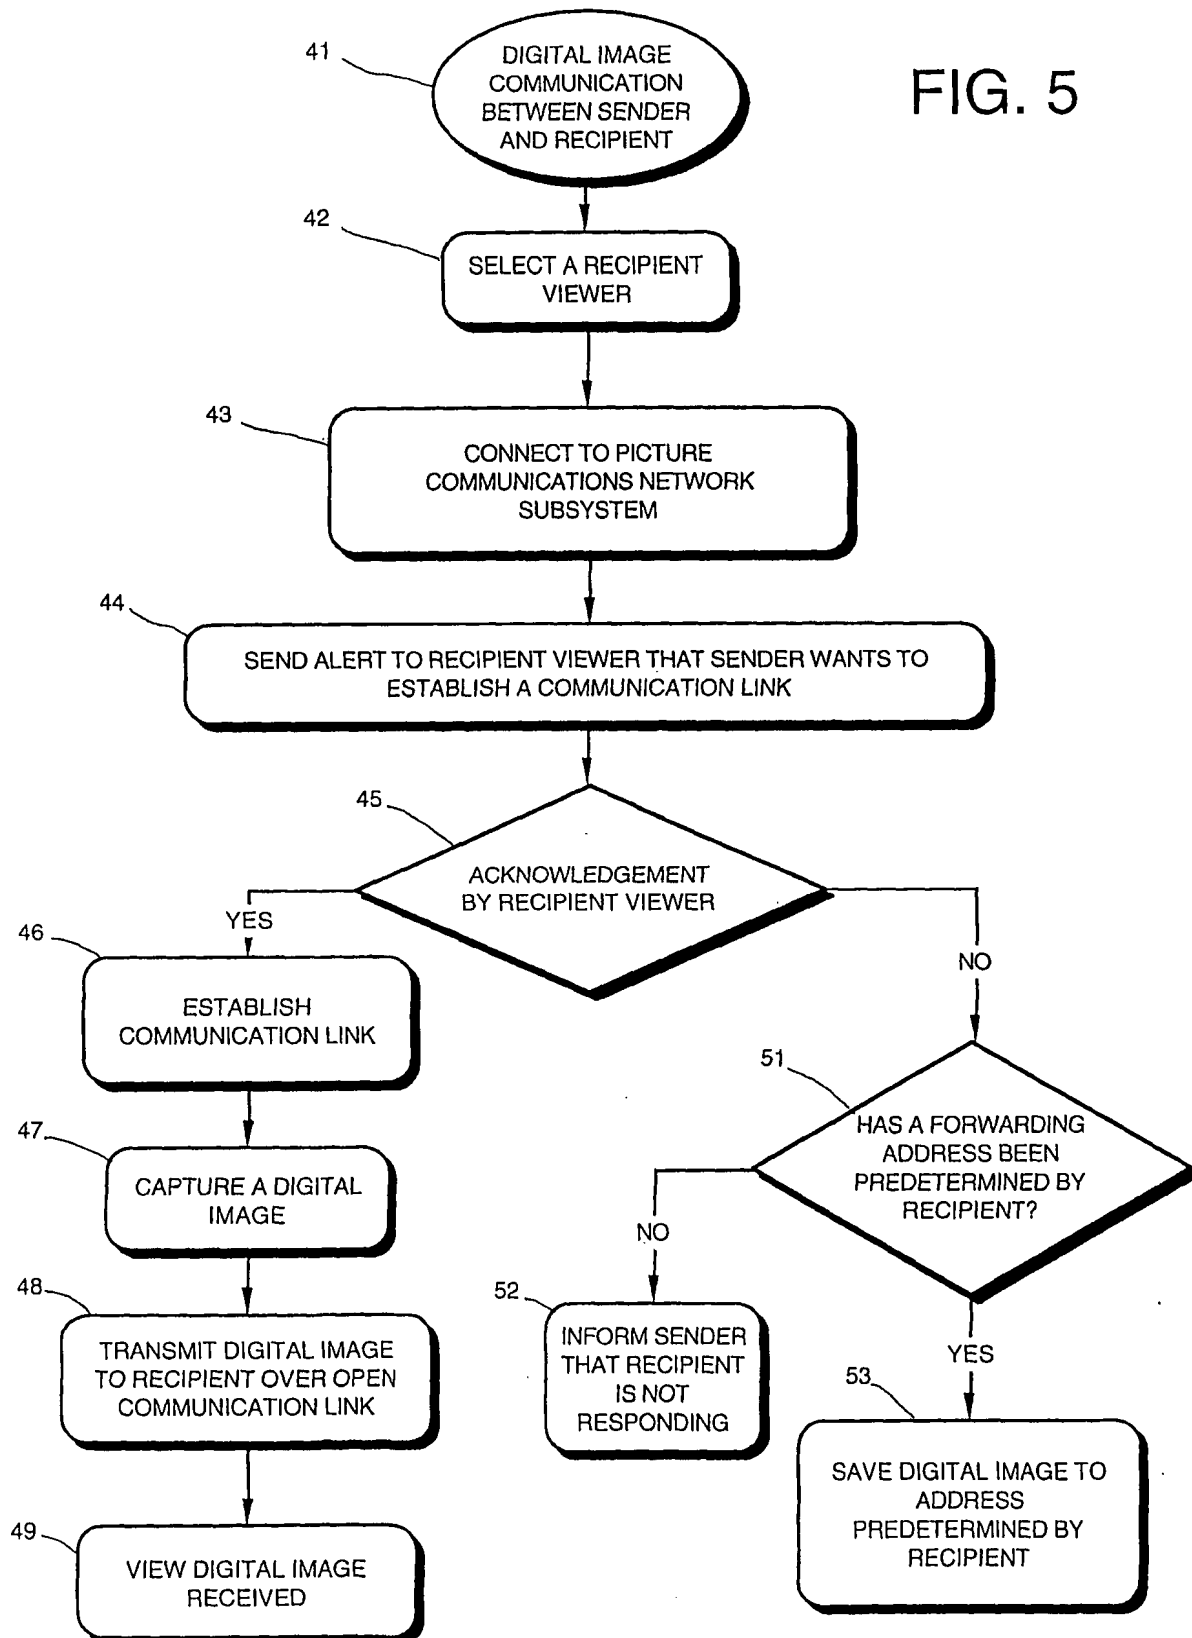 FIG. 5
41
DIGITAL IMAGE
COMMUNICATION
BETWEEN SENDER
AND RECIPIENT
42
SELECT A RECIPIENT
VIEWER
43
CONNECT TO PICTURE
COMMUNICATIONS NETWORK
SUBSYSTEM
44
SEND ALERT TO RECIPIENT VIEWER THAT SENDER WANTS TO
ESTABLISH A COMMUNICATION LINK
45
ACKNOWLEDGEMENT
BY RECIPIENT VIEWER
YES
46
ESTABLISH
COMMUNICATION LINK
47
CAPTURE A DIGITAL
IMAGE
48
TRANSMIT DIGITAL IMAGE
TO RECIPIENT OVER OPEN
COMMUNICATION LINK
49
VIEW DIGITAL IMAGE
RECEIVED
NO
51
HAS A FORWARDING
ADDRESS BEEN
PREDETERMINED BY
RECIPIENT?
NO
52
INFORM SENDER
THAT RECIPIENT
IS NOT
RESPONDING
YES
53
SAVE DIGITAL IMAGE TO
ADDRESS
PREDETERMINED BY
RECIPIENT